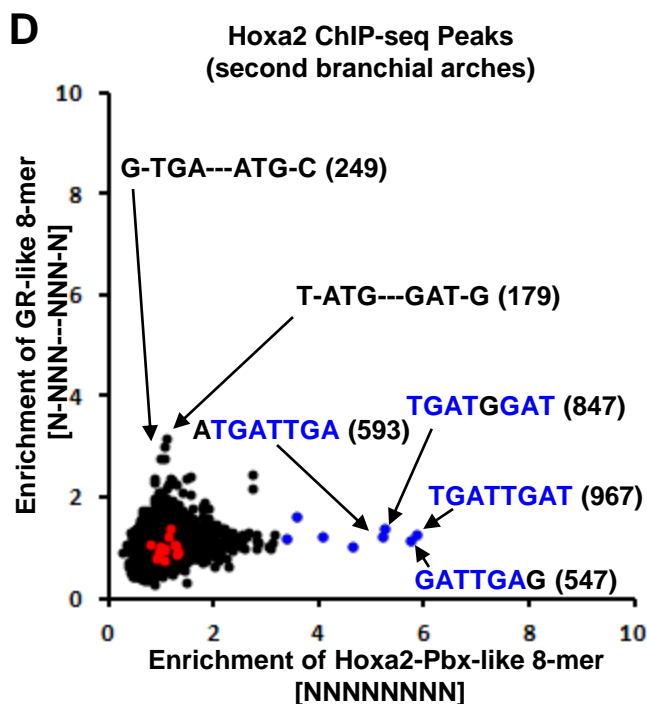 D
Hoxa2 ChIP-seq Peaks
(second branchial arches)
Enrichment of GR-like 8-mer
[N-NNN---NNN-N]
10
8
6
4
2
0
G-TGA---ATG-C (249)
T-ATG---GAT-G (179)
ATGATTGA (593)
TGATGGAT (847)
TGATTGAT (967)
GATTGAG (547)
0 2 4 6 8 10
Enrichment of Hoxa2-Pbx-like 8-mer
[NNNNNNNN]